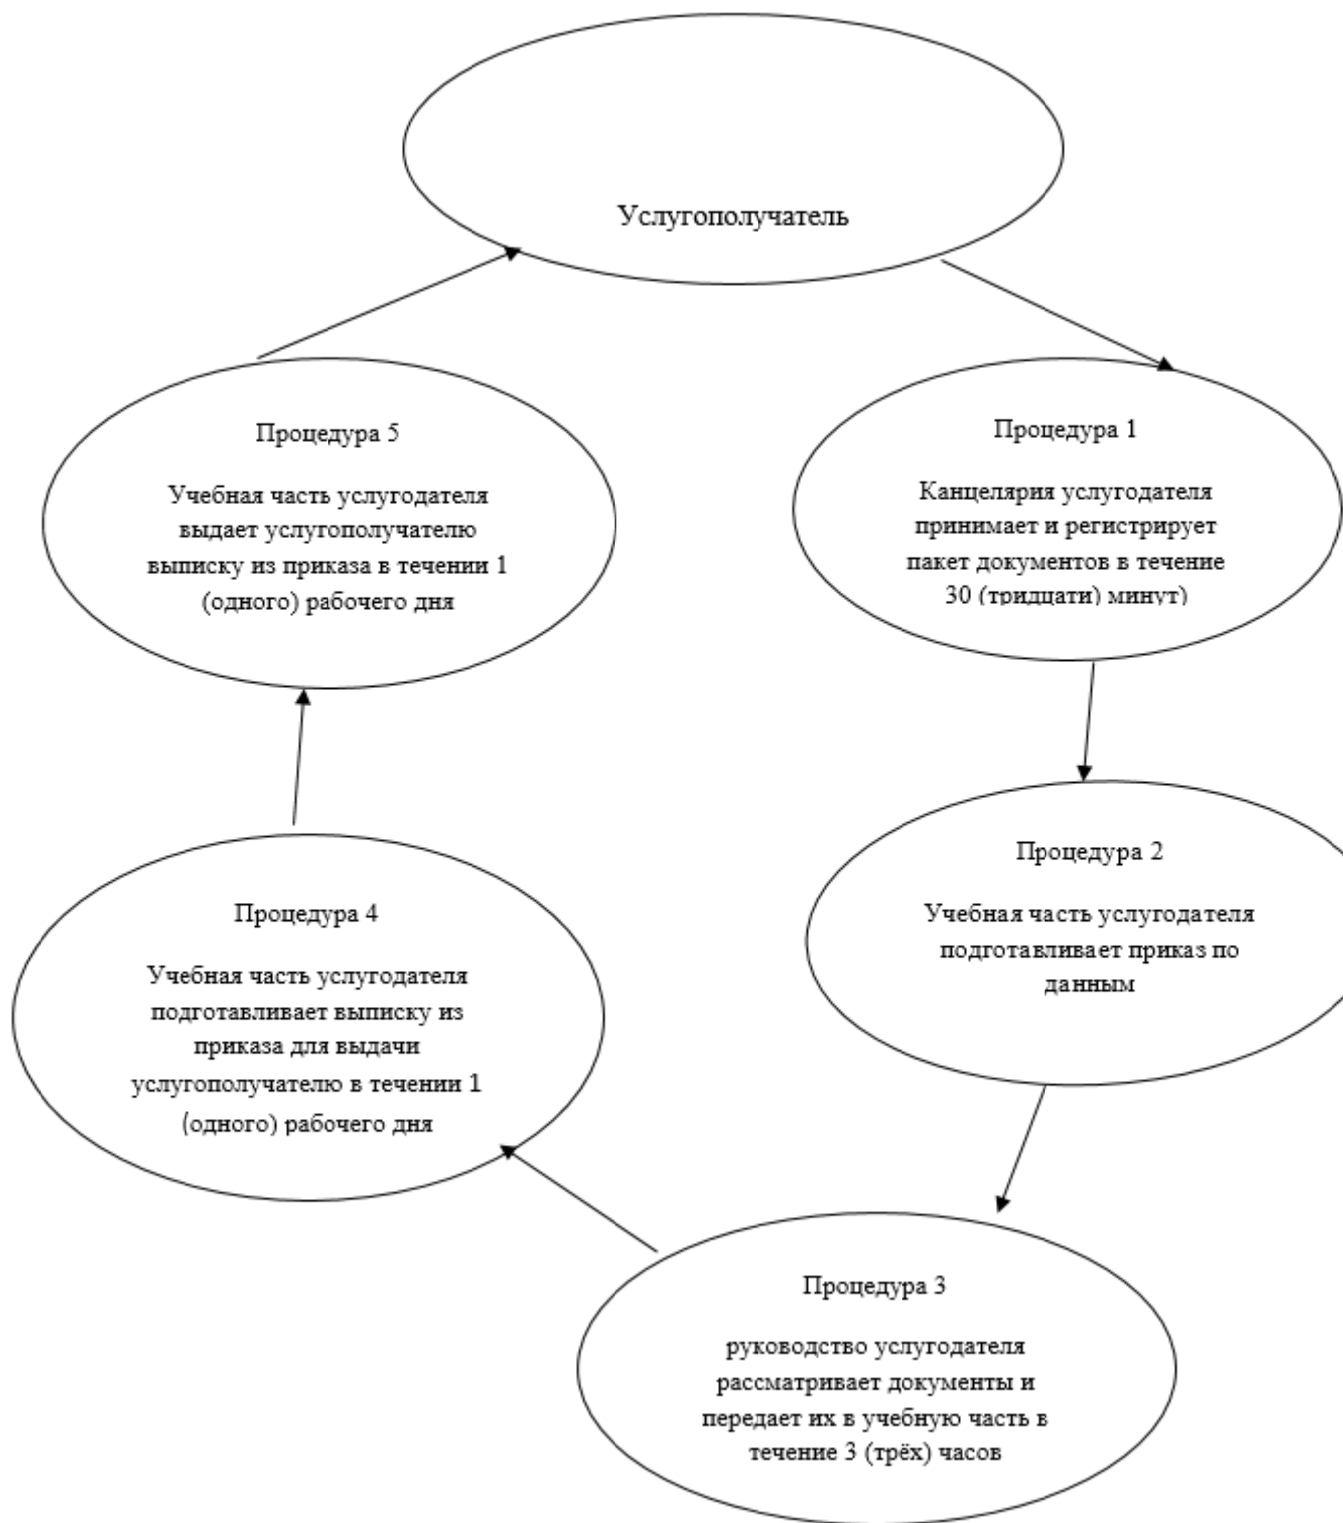 Услугополучатель
Процедура 1
Канцелярия услугодателя
принимает и регистрирует
пакет документов в течение
30 (тридцати) минут)
Процедура 2
Учебная часть услугодателя
подготавливает приказ по
данным
Процедура 3
руководство услугодателя
рассматривает документы и
передает их в учебную часть в
течение 3 (трёх) часов
Процедура 4
Учебная часть услугодателя
подготавливает выписку из
приказа для выдачи
услугополучателю в течении 1
(одного) рабочего дня
Процедура 5
Учебная часть услугодателя
выдает услугополучателю
выписку из приказа в течении 1
(одного) рабочего дня